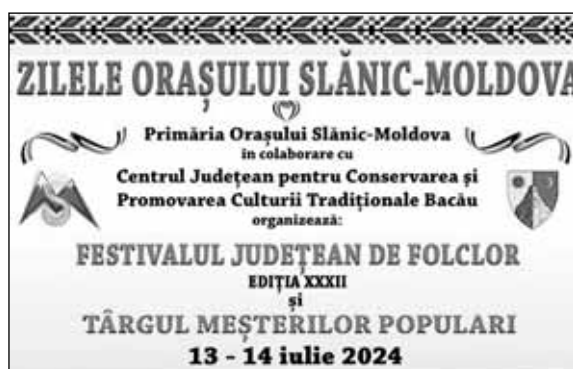 ZILELE ORAȘULUI SLĂNIC-MOLDOVA
Primăria Orașului Slănic-Moldova
în colaborare cu
Centrul Județean pentru Conservarea și
Promovarea Culturii Tradiționale Bacău
organizează:
FESTIVALUL JUDEȚEAN DE FOLCLOR
EDIȚIA XXXII
și
TÂRGUL MEȘTERILOR POPULARI
13 - 14 iulie 2024